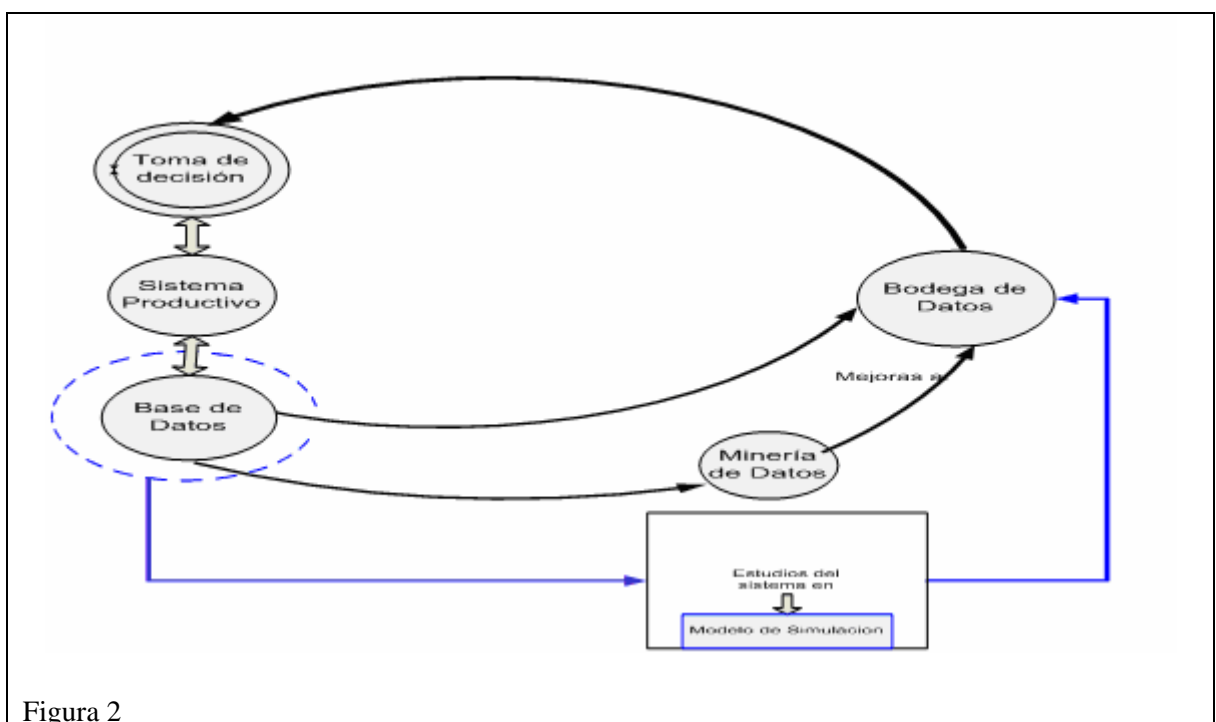 Toma de
decisión
Sistema
Productivo
Bodega de
Datos
Mejoras a
Base de
Datos
Minería
de Datos
Estudios del
sistema en
Modelo de Simulacion
Figura 2